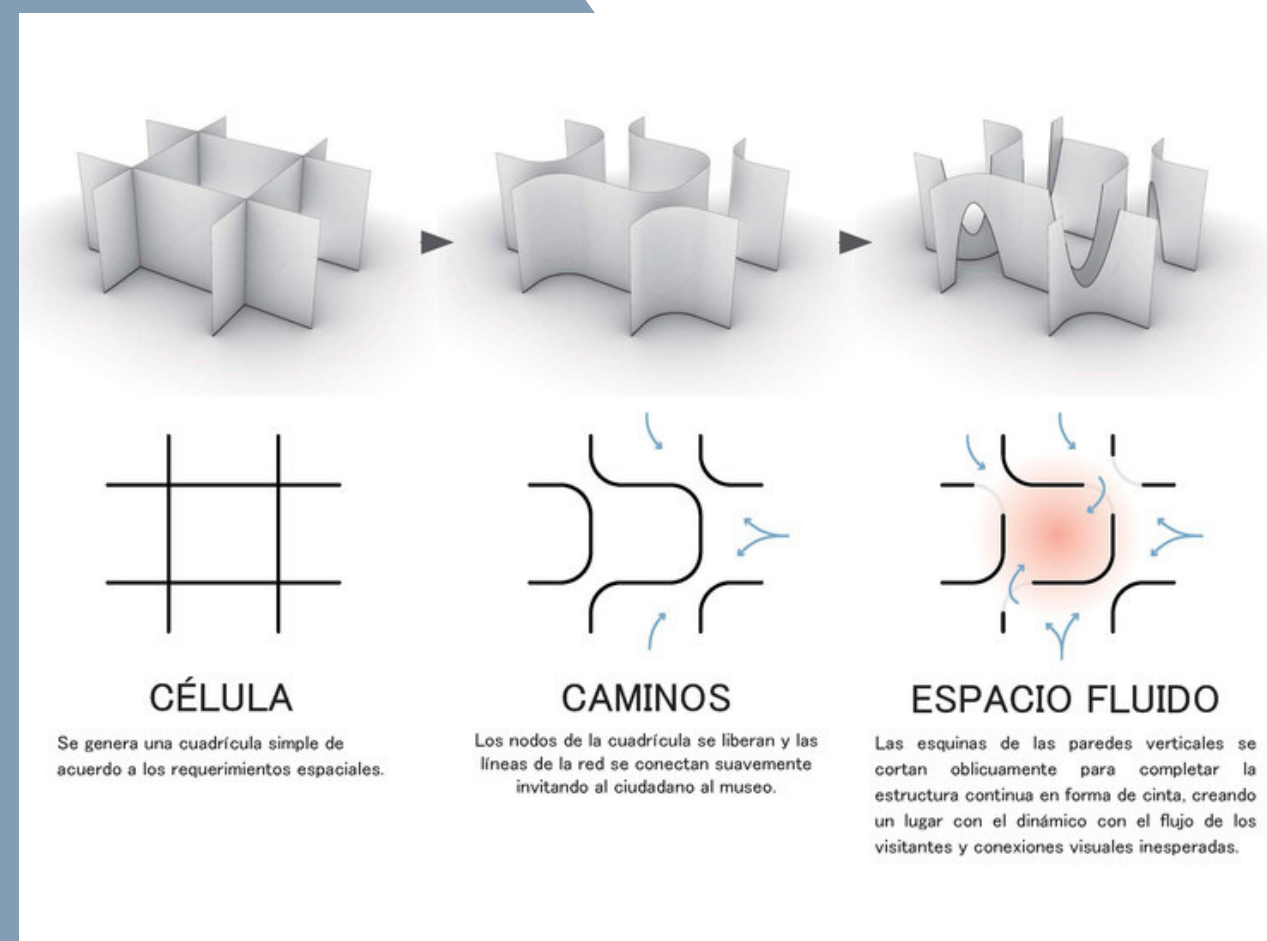 CÉLULA
Se genera una cuadrícula simple de
acuerdo a los requerimientos espaciales.
CAMINOS
Los nodos de la cuadrícula se liberan y las
líneas de la red se conectan suavemente
invitando al ciudadano al museo.
ESPACIO FLUIDO
Las esquinas de las paredes verticales se
cortan oblicuamente para completar la
estructura continua en forma de cinta, creando
un lugar con el dinámico con el flujo de los
visitantes y conexiones visuales inesperadas.